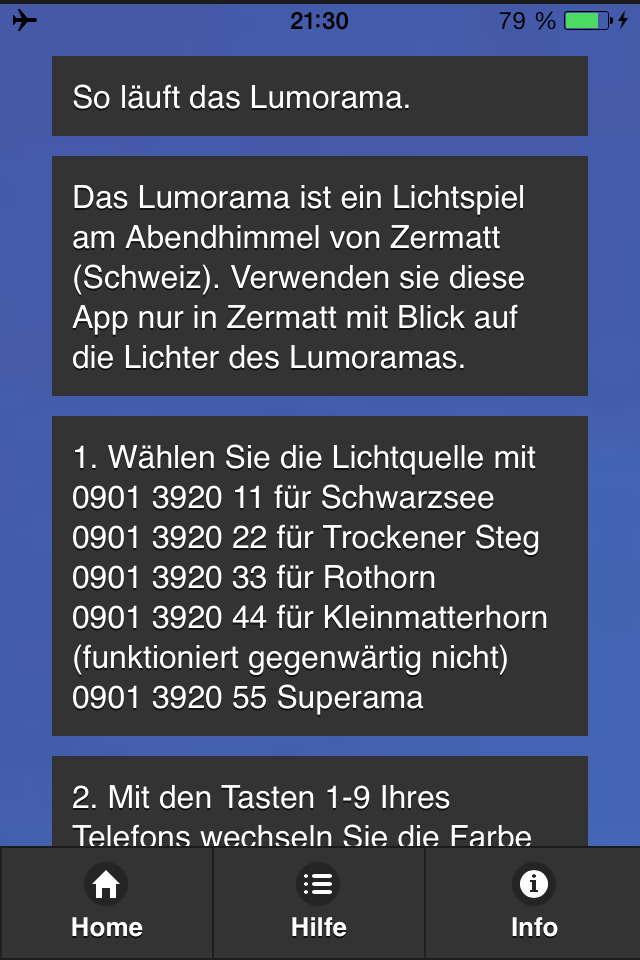 21:30
79 %
So läuft das Lumorama.
Das Lumorama ist ein Lichtspiel
am Abendhimmel von Zermatt
(Schweiz). Verwenden sie diese
App nur in Zermatt mit Blick auf
die Lichter des Lumoramas.
1. Wählen Sie die Lichtquelle mit
0901 3920 11 für Schwarzsee
0901 3920 22 für Trockener Steg
0901 3920 33 für Rothorn
0901 3920 44 für Kleinmatterhorn
(funktioniert gegenwärtig nicht)
0901 3920 55 Superama
2. Mit den Tasten 1-9 Ihres
Telefons wechseln Sie die Farbe
Home
Hilfe
Info